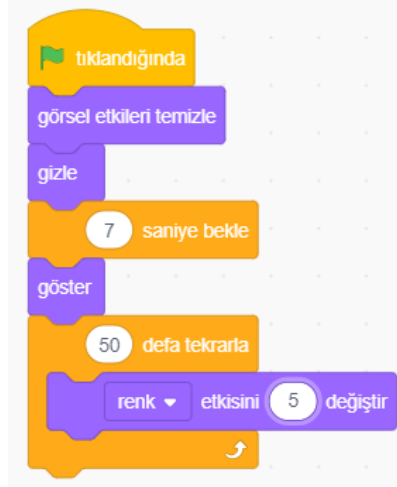 tıklandığında
görsel etkileri temizle
gizle
7 saniye bekle
göster
50 defa tekrarla
renk etkisini 5 değiştir